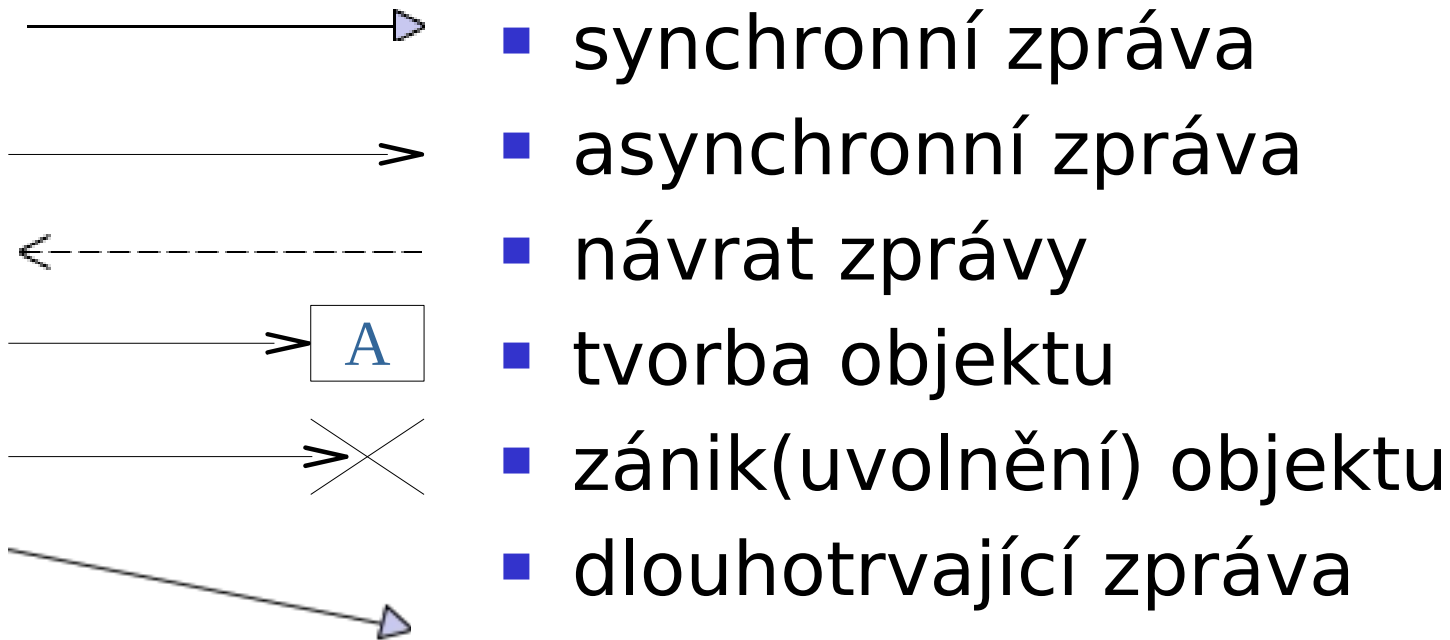 synchronní zpráva
asynchronní zpráva
návrat zprávy
A
tvorba objektu
zánik(uvolnění) objektu
dlouhotrvající zpráva